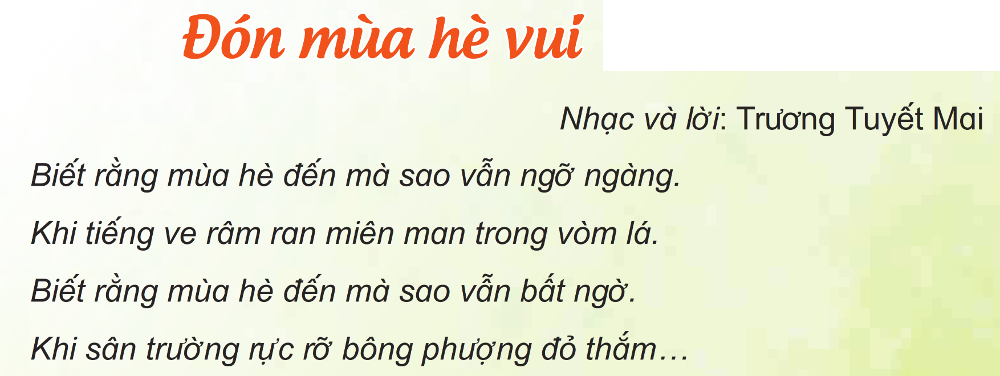 Đón mùa hè vui
Nhạc và lời: Trương Tuyết Mai
Biết rằng mùa hè đến mà sao vẫn ngỡ ngàng.
Khi tiếng ve râm ran miên man trong vòm lá.
Biết rằng mùa hè đến mà sao vẫn bất ngờ.
Khi sân trường rực rỡ bông phượng đỏ thắm...